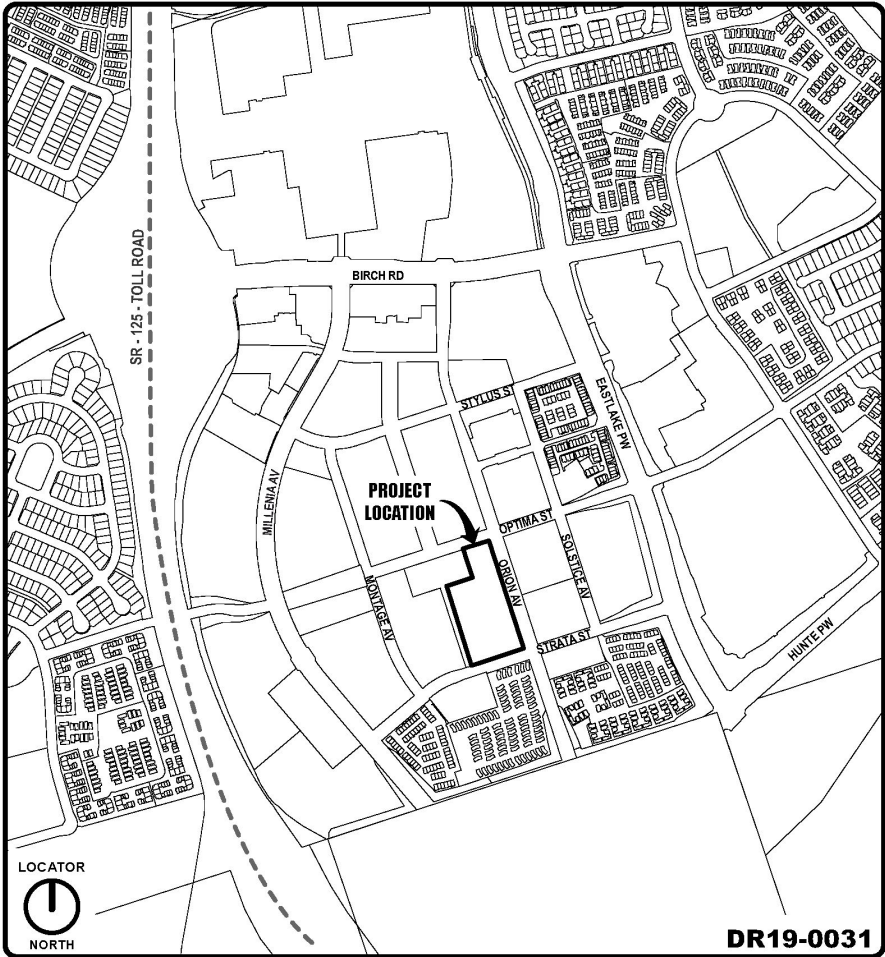 SR - 125 - TOLL ROAD
BIRCH RD
STYLUS ST
EASTLAKE PW
MILLENIA AV
PROJECT
LOCATION
OPTIMA ST
SOLSTICE AV
ORION AV
MONTAGE AV
STRATA ST
HUNTE PW
LOCATOR
NORTH
DR19-0031